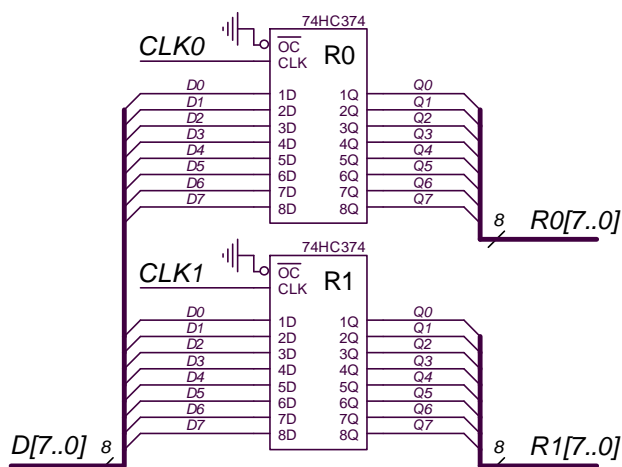 74HC374
CLK0
OC
R0
CLK
D0 1D 1Q Q0
D1 2D 2Q Q1
D2 3D 3Q Q2
D3 4D 4Q Q3
D4 5D 5Q Q4
D5 6D 6Q Q5
D6 7D 7Q Q6
D7 8D 8Q Q7
8 R0[7..0]
74HC374
CLK1
OC
R1
CLK
D0 1D 1Q Q0
D1 2D 2Q Q1
D2 3D 3Q Q2
D3 4D 4Q Q3
D4 5D 5Q Q4
D5 6D 6Q Q5
D6 7D 7Q Q6
D7 8D 8Q Q7
D[7..0] 8 8 R1[7..0]